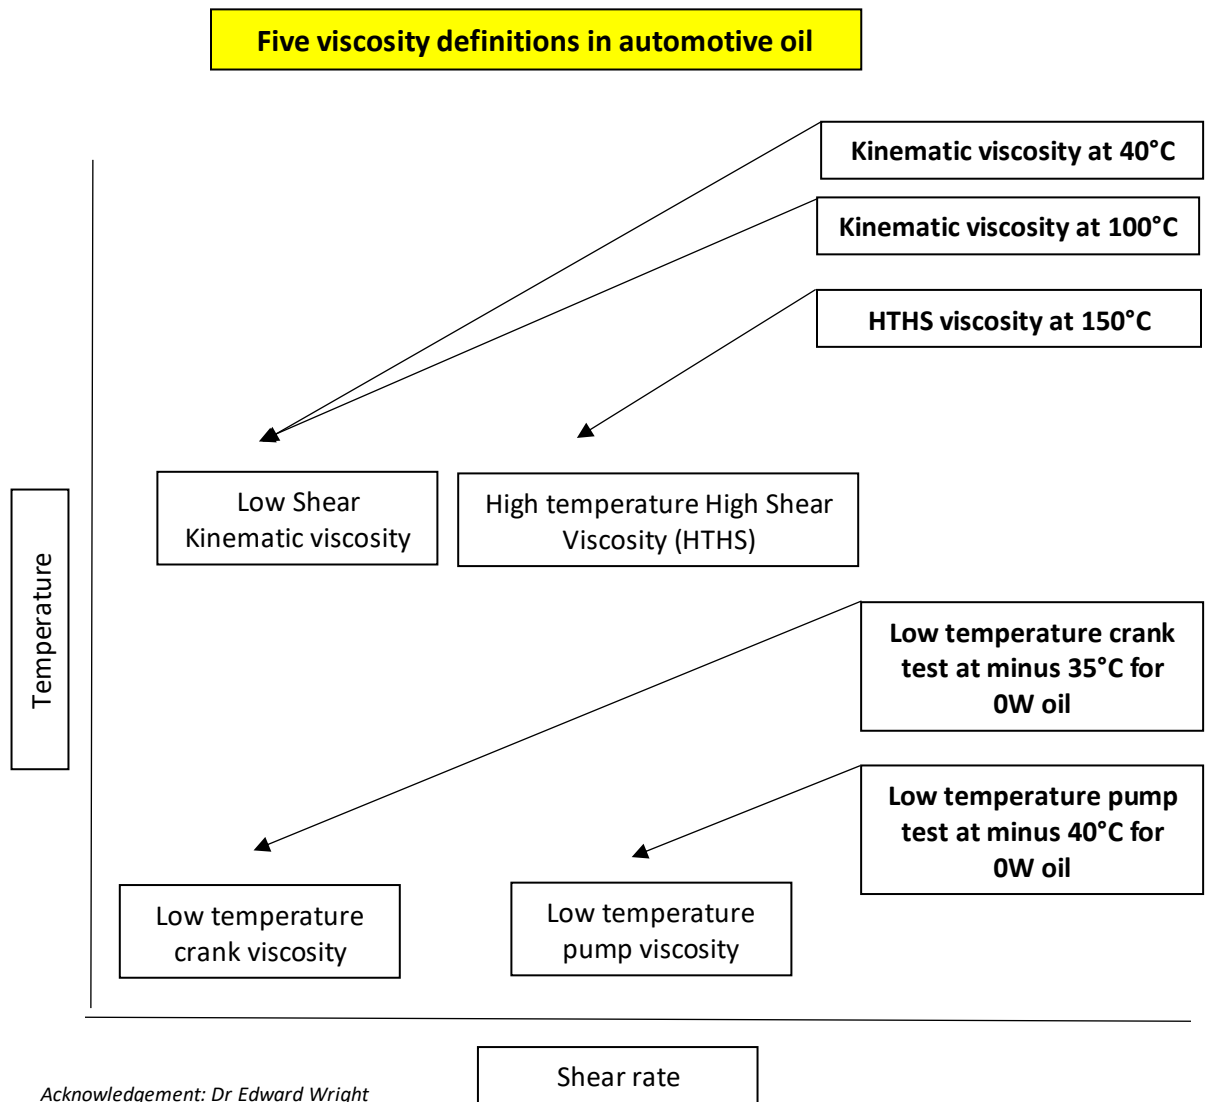 Five viscosity definitions in automotive oil
Kinematic viscosity at 40°C
Kinematic viscosity at 100°C
HTHS viscosity at 150°C
Low Shear
Kinematic viscosity
High temperature High Shear
Viscosity (HTHS)
Temperature
Low temperature crank
test at minus 35°C for
0W oil
Low temperature pump
test at minus 40°C for
0W oil
Low temperature
crank viscosity
Low temperature
pump viscosity
Shear rate
Acknowledgement: Dr Edward Wright